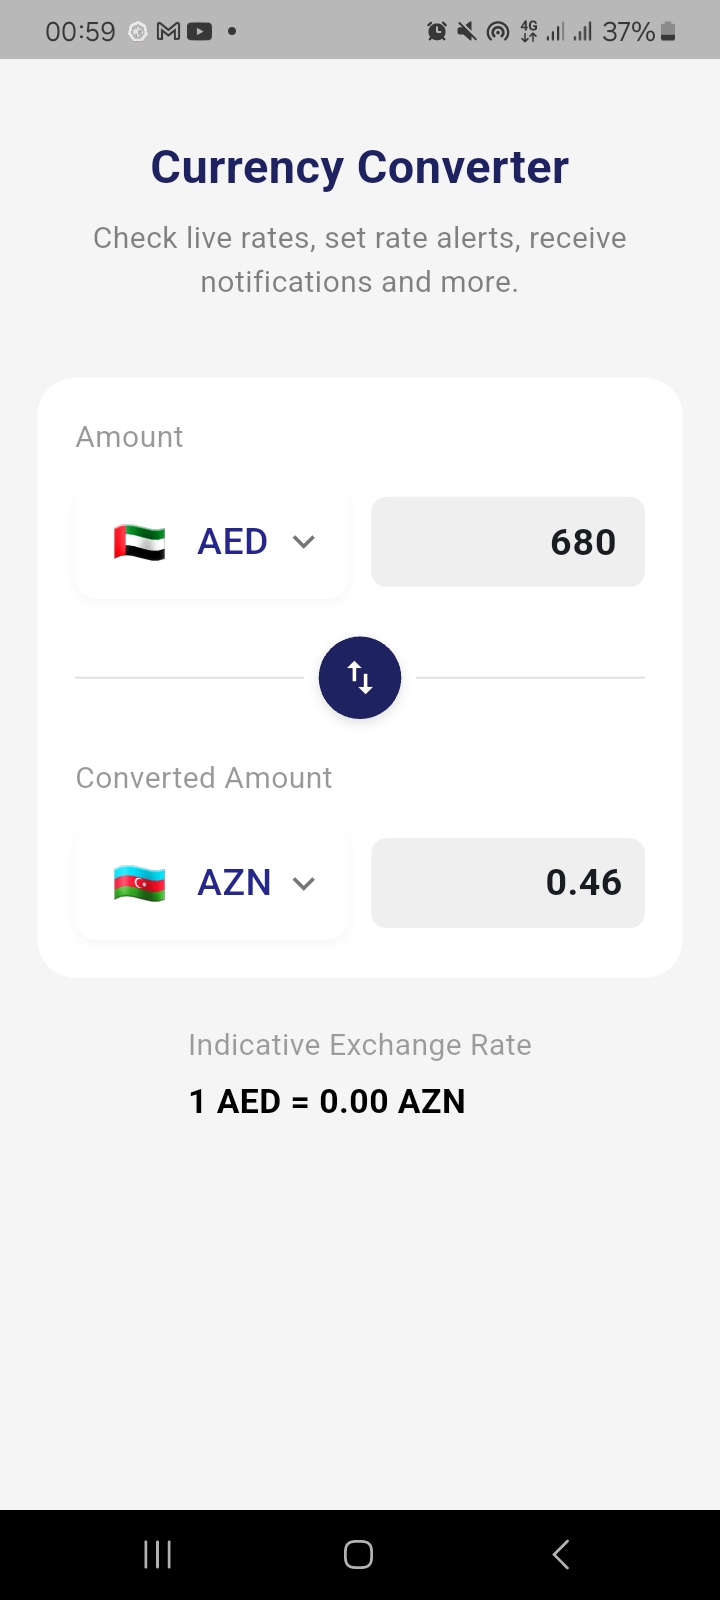 00:59 4G 37%
Currency Converter
Check live rates, set rate alerts, receive
notifications and more.
Amount
AED 680
Converted Amount
AZN 0.46
Indicative Exchange Rate
1 AED = 0.00 AZN